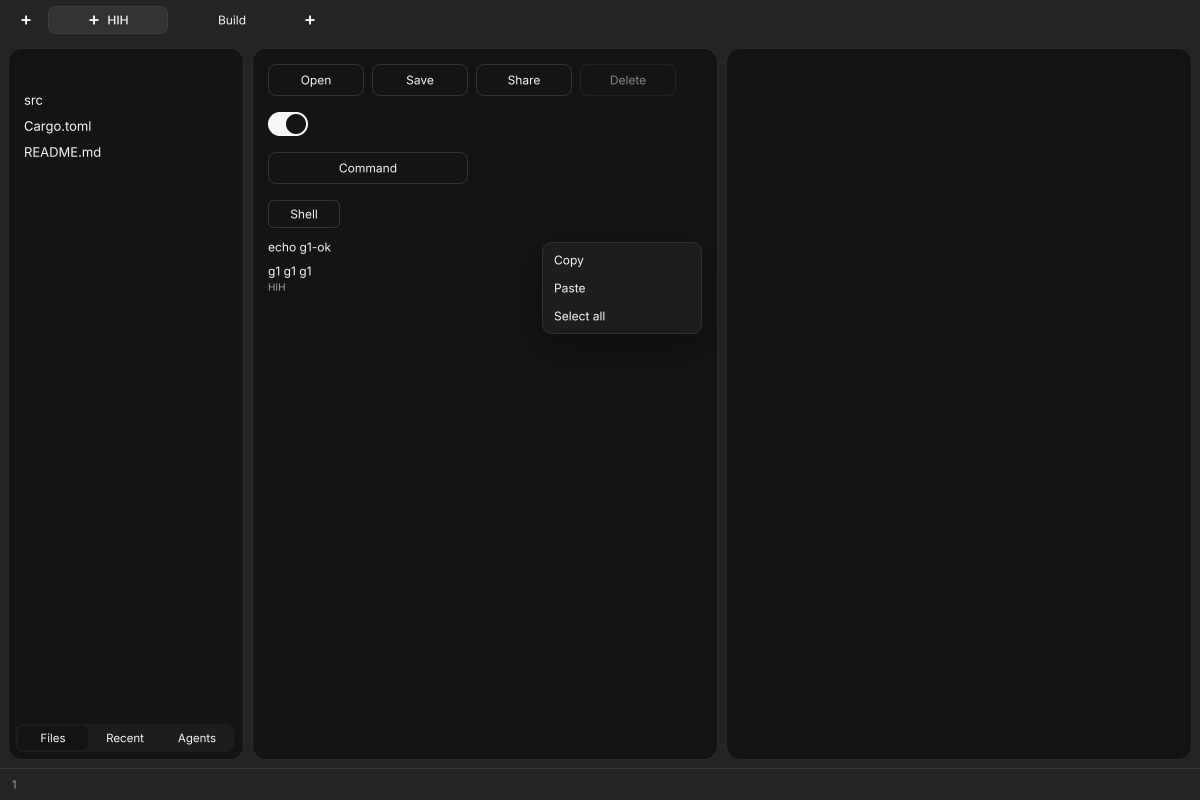 HIH
Build
src
Cargo.toml
README.md
Files
Recent
Agents
Open
Save
Share
Delete
Command
Shell
echo g1-ok
g1 g1 g1
HIH
Copy
Paste
Select all
1